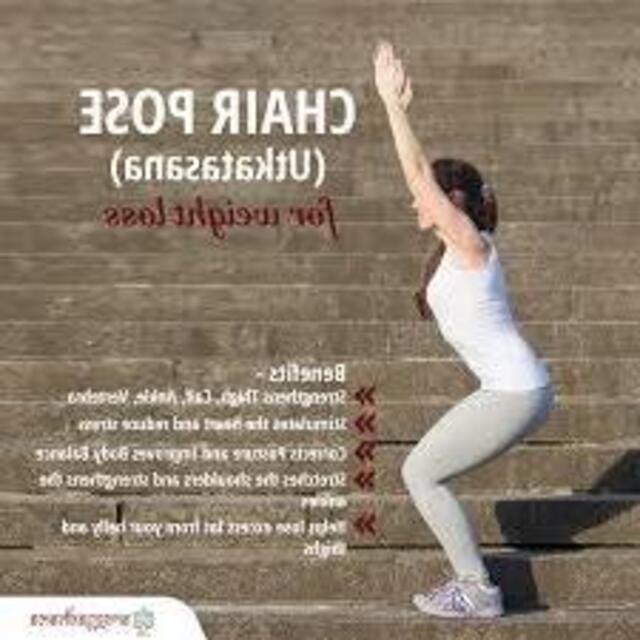 CHAIR POSE
(Utkatasana)
for weight loss
Benefits -
Strengthens Thigh, Calf, Ankle, Vertebra
Stimulates the heart and reduce stress
Corrects Posture and Improves Body Balance
Stretches the shoulders and strengthens the
ankles
Helps lose excess fat from your belly and
thighs